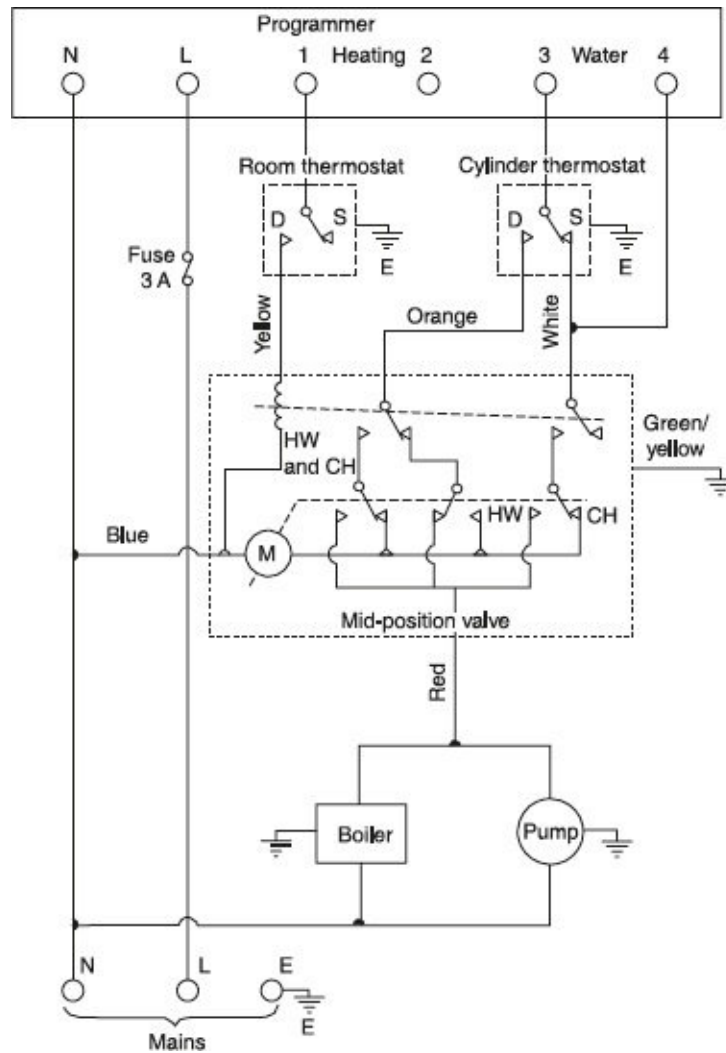 Programmer
N L 1 Heating 2 3 Water 4
Room thermostat Cylinder thermostat
D S D S
E E
Fuse
3 A
Yellow Orange White
HW
and CH
Green/
yellow
HW CH
Blue
M
Mid-position valve
Red
Boiler Pump
N L E
E
Mains